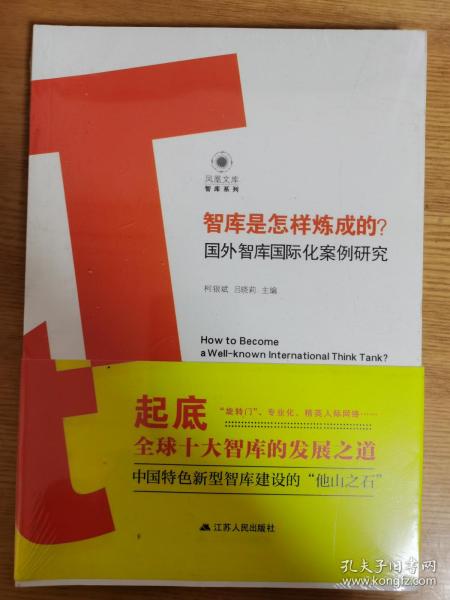 凤凰文库
智库系列
智库是怎样炼成的?
国外智库国际化案例研究
柯银斌 吕晓莉 主编
How to Become
a Well-known International Think Tank?
起底 “旋转门”、专业化、精英人际网络……
全球十大智库的发展之道
中国特色新型智库建设的“他山之石”
江苏人民出版社
孔夫子旧书网
www.kongfz.com